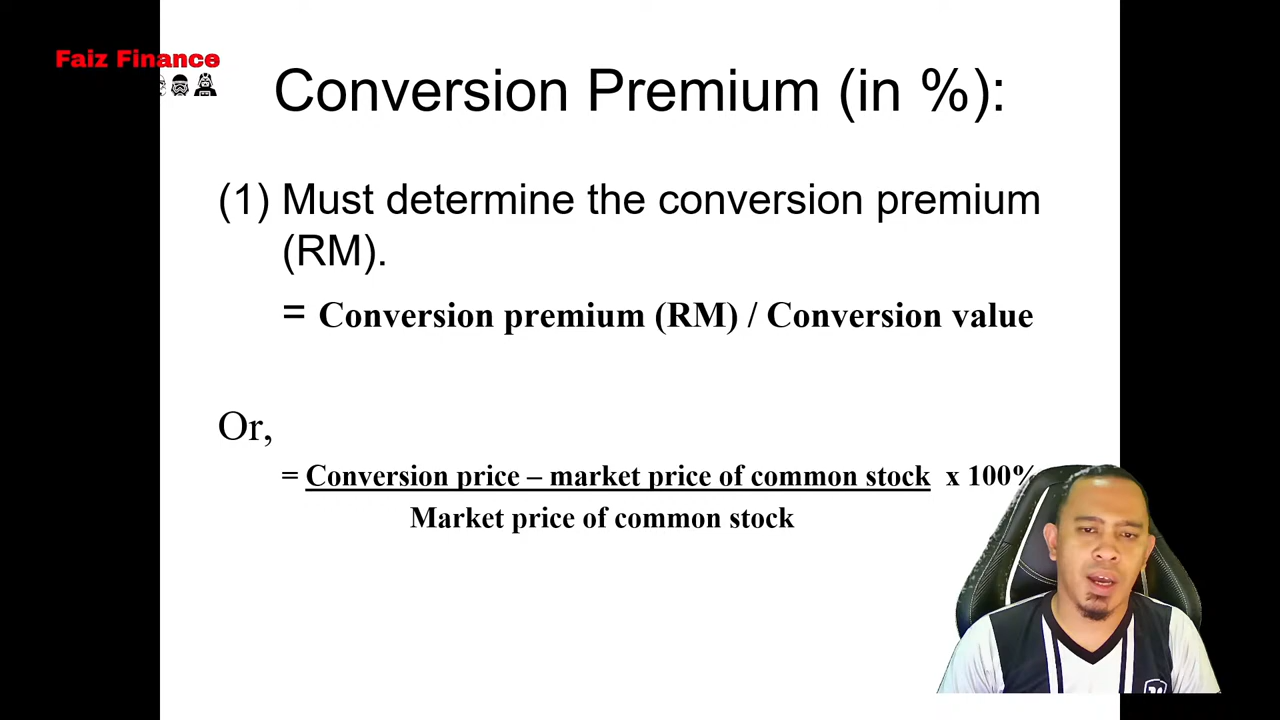 Faiz Finance
Conversion Premium (in %):
(1) Must determine the conversion premium
(RM).
= Conversion premium (RM) / Conversion value
Or,
= Conversion price – market price of common stock x 100%
Market price of common stock